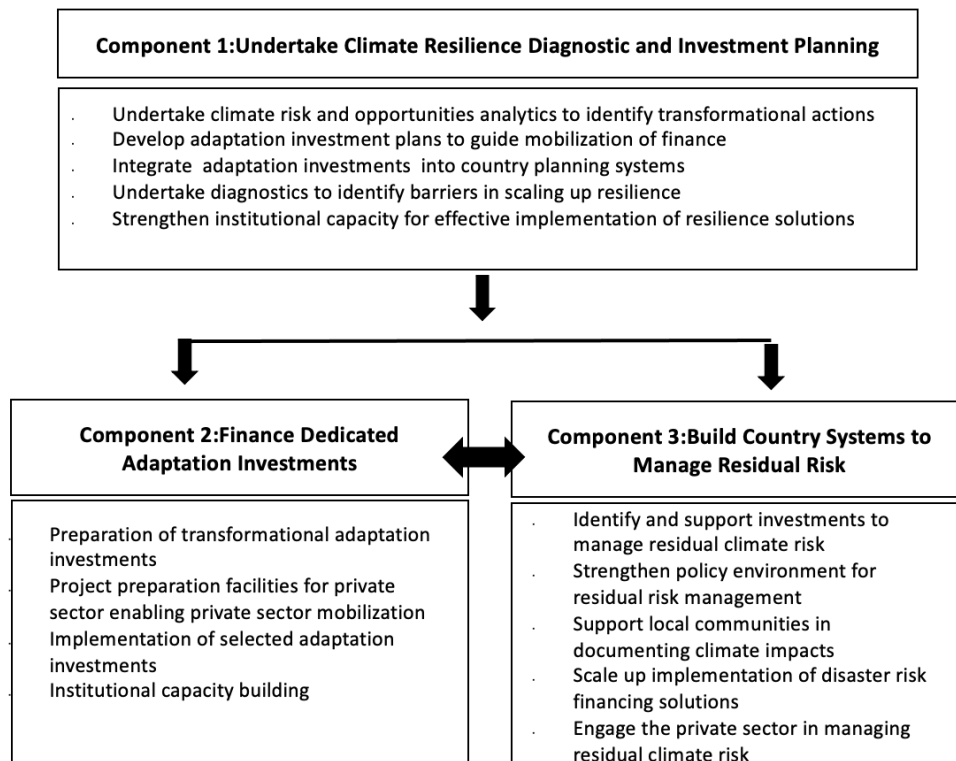 Component 1:Undertake Climate Resilience Diagnostic and Investment Planning
. Undertake climate risk and opportunities analytics to identify transformational actions
. Develop adaptation investment plans to guide mobilization of finance
. Integrate adaptation investments into country planning systems
. Undertake diagnostics to identify barriers in scaling up resilience
. Strengthen institutional capacity for effective implementation of resilience solutions
Component 2:Finance Dedicated
Adaptation Investments
. Preparation of transformational adaptation
investments
. Project preparation facilities for private
sector enabling private sector mobilization
. Implementation of selected adaptation
investments
. Institutional capacity building
Component 3:Build Country Systems to
Manage Residual Risk
. Identify and support investments to
manage residual climate risk
. Strengthen policy environment for
residual risk management
. Support local communities in
documenting climate impacts
. Scale up implementation of disaster risk
financing solutions
. Engage the private sector in managing
residual climate risk